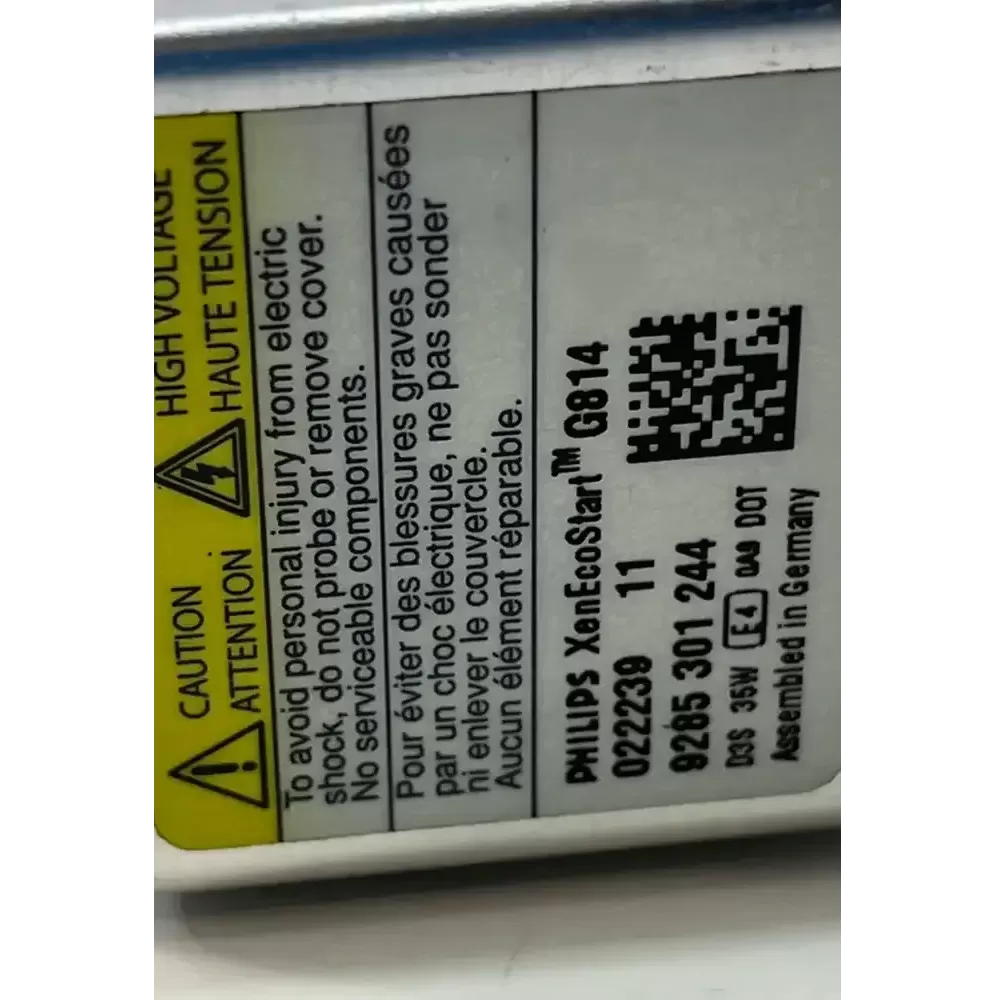 CAUTION HIGH VOLTAGE
ATTENTION HAUTE TENSION
To avoid personal injury from electric
shock, do not probe or remove cover.
No serviceable components.
Pour éviter des blessures graves causées
par un choc électrique, ne pas sonder
ni enlever le couvercle.
Aucun élément réparable.
PHILIPS XenEcoStart™ G814
022239 11
9285 301 244
D3S 35W E4 0A9 DOT
Assembled in Germany